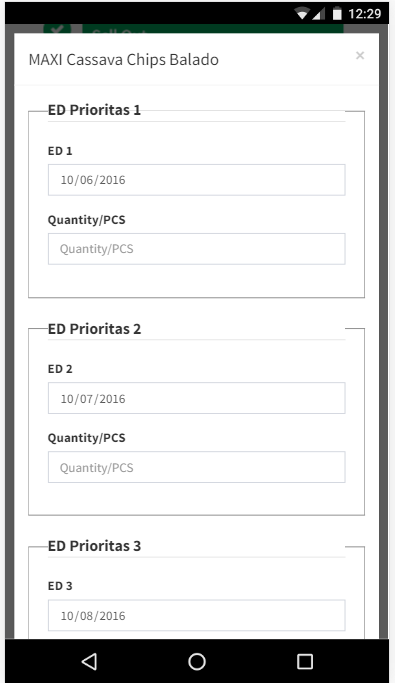 12:29
MAXI Cassava Chips Balado ×
ED Prioritas 1
ED 1
10/06/2016
Quantity/PCS
Quantity/PCS
ED Prioritas 2
ED 2
10/07/2016
Quantity/PCS
Quantity/PCS
ED Prioritas 3
ED 3
10/08/2016